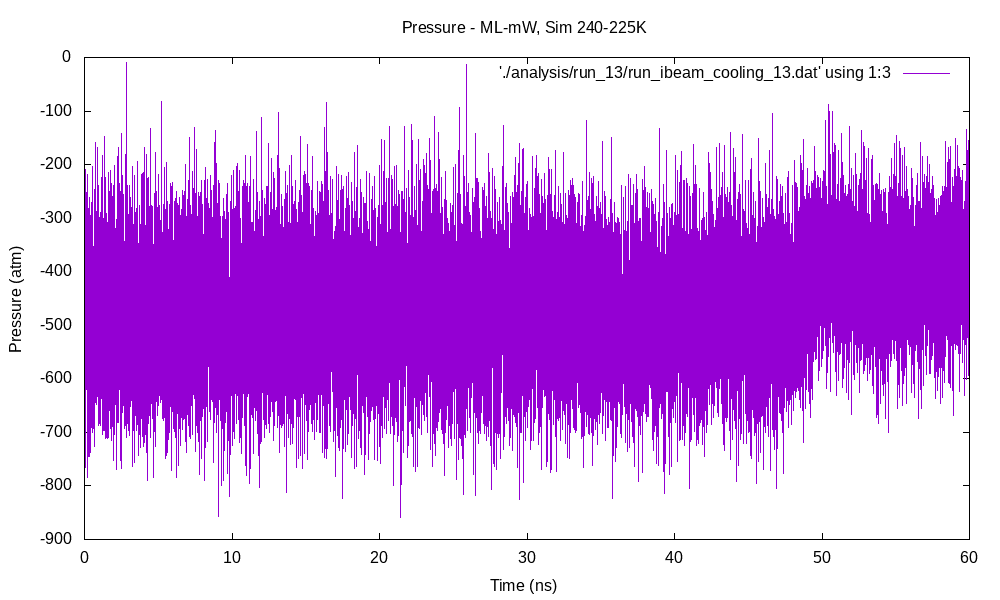 Pressure - ML-mW, Sim 240-225K
'./analysis/run_13/run_ibeam_cooling_13.dat' using 1:3
0
-100
-200
-300
-400
-500
-600
-700
-800
-900
Pressure (atm)
0 10 20 30 40 50 60
Time (ns)